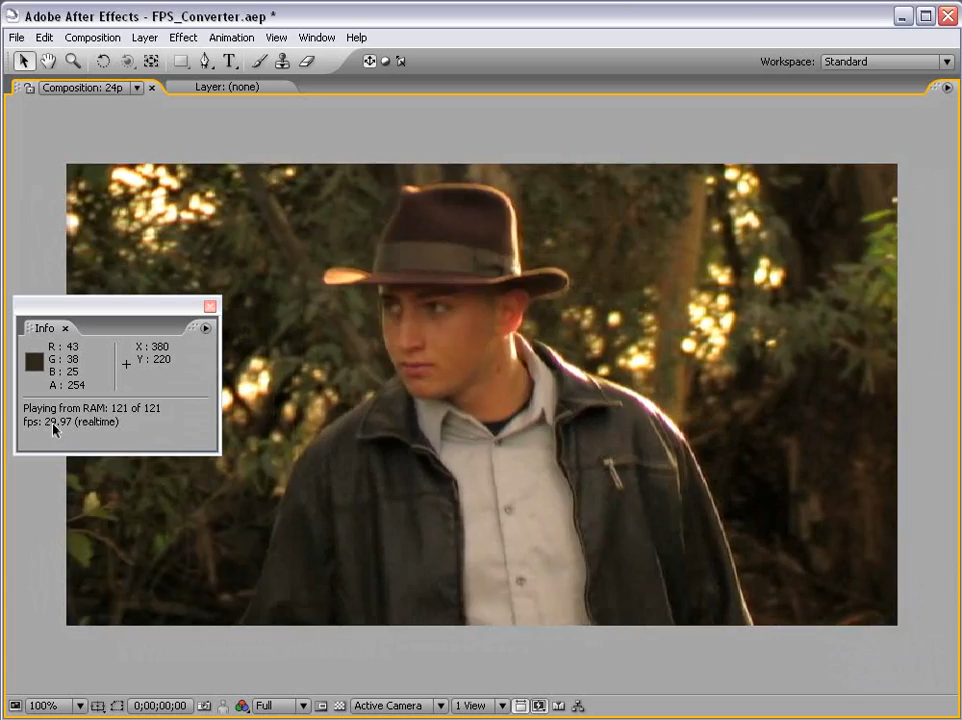 Adobe After Effects - FPS_Converter.aep *
File Edit Composition Layer Effect Animation View Window Help
Workspace: Standard
Composition: 24p Layer: (none)
Info
R : 43 X : 380
G : 38 Y : 220
B : 25
A : 254
Playing from RAM: 121 of 121
fps: 29.97 (realtime)
100% 0;00;00;00 Full Active Camera 1 View